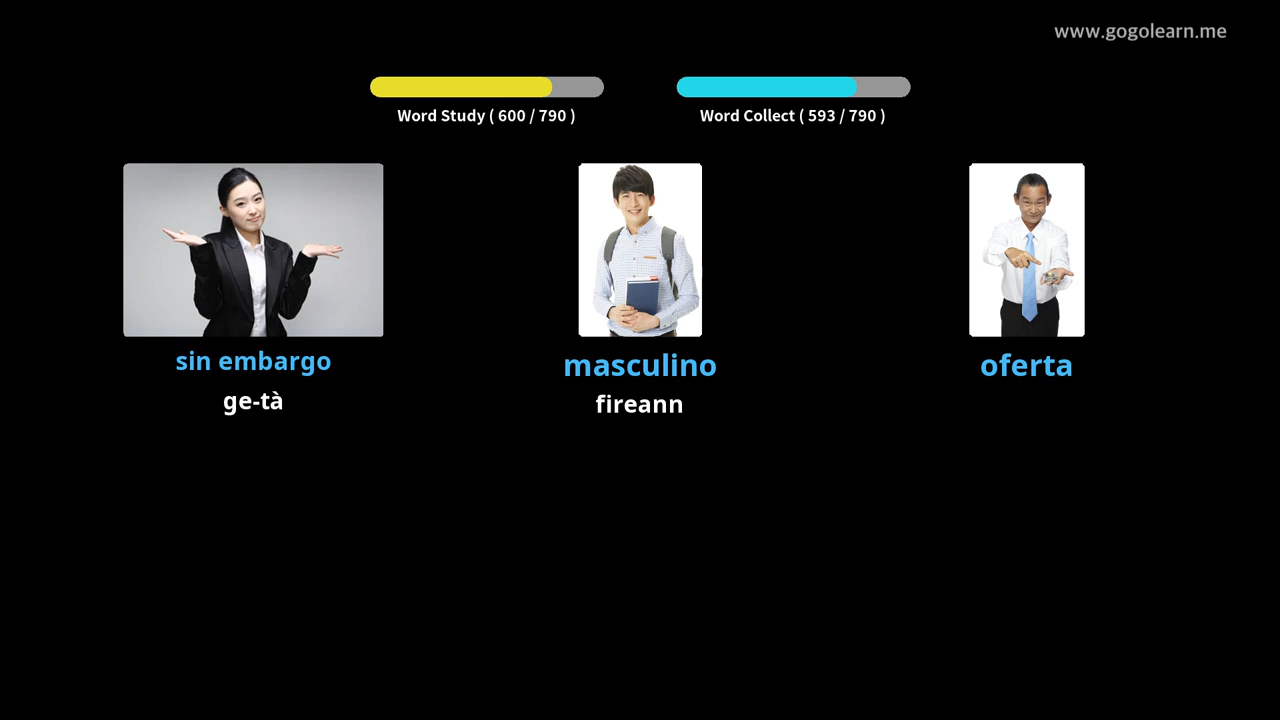 www.gogolearn.me
Word Study ( 600 / 790 )
Word Collect ( 593 / 790 )
sin embargo
ge-tà
masculino
fireann
oferta